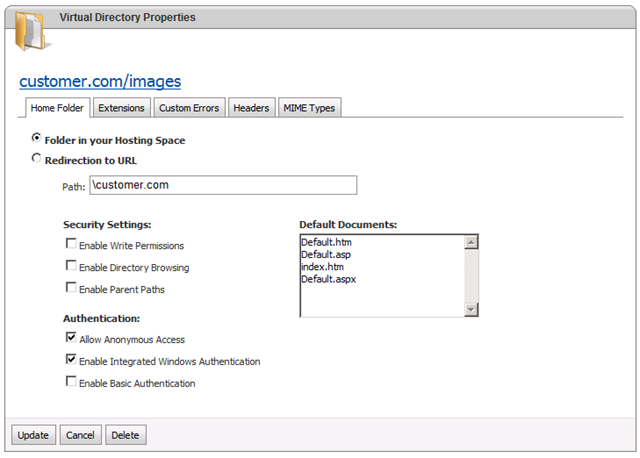 Virtual Directory Properties
customer.com/images
Home Folder Extensions Custom Errors Headers MIME Types
Folder in your Hosting Space
Redirection to URL
Path: \customer.com
Security Settings:
Enable Write Permissions
Enable Directory Browsing
Enable Parent Paths
Default Documents:
Default.htm
Default.asp
index.htm
Default.aspx
Authentication:
Allow Anonymous Access
Enable Integrated Windows Authentication
Enable Basic Authentication
Update Cancel Delete